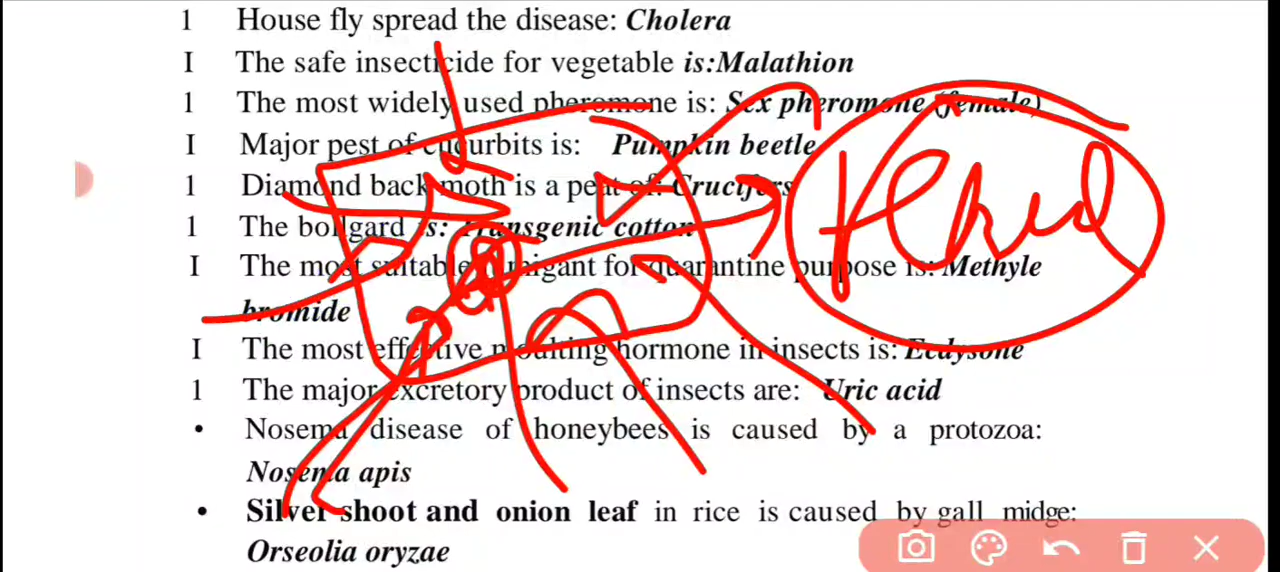 1 House fly spread the disease: Cholera
I The safe insecticide for vegetable is:Malathion
1 The most widely used pheromone is: Sex pheromone (female)
I Major pest of cucurbits is: Pumpkin beetle
1 Diamond back moth is a of: Crucifers
1 The bollgard is: Transgenic cotton
I The most suitable fumigant for quarantine purpose is: Methyle
bromide
I The most effective moulting hormone in insects is: Ecdysone
1 The major excretory product of insects are: Uric acid
• Nosema disease of honeybees is caused by a protozoa:
Nosema apis
• Silver shoot and onion leaf in rice is caused by gall midge:
Orseolia oryzae